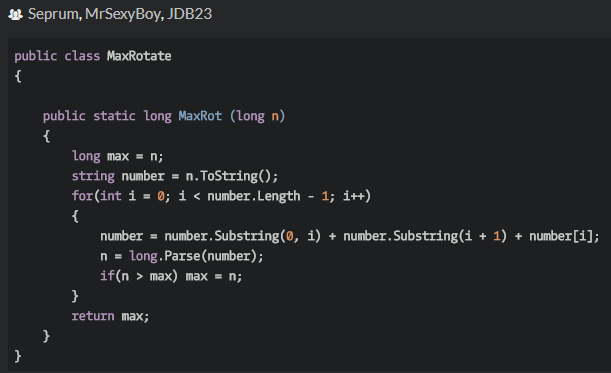 Seprum, MrSexyBoy, JDB23
public class MaxRotate
{
    public static long MaxRot (long n)
    {
        long max = n;
        string number = n.ToString();
        for(int i = 0; i < number.Length - 1; i++)
        {
            number = number.Substring(0, i) + number.Substring(i + 1) + number[i];
            n = long.Parse(number);
            if(n > max) max = n;
        }
        return max;
    }
}